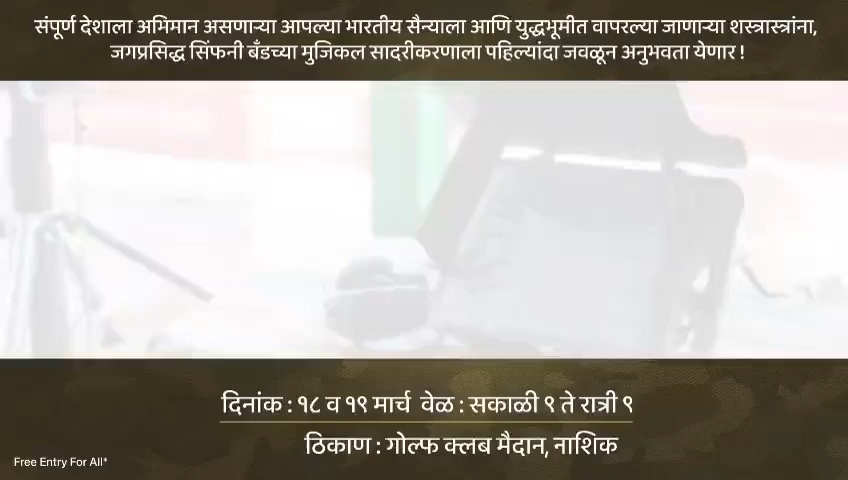 संपूर्ण देशाला अभिमान असणाऱ्या आपल्या भारतीय सैन्याला आणि युद्धभूमीत वापरल्या जाणाऱ्या शस्त्रास्त्रांना,
जगप्रसिद्ध सिंफनी बँडच्या मुजिकल सादरीकरणाला पहिल्यांदा जवळून अनुभवता येणार !
दिनांक : १८ व १९ मार्च वेळ : सकाळी ९ ते रात्री ९
ठिकाण : गोल्फ क्लब मैदान, नाशिक
Free Entry For All*